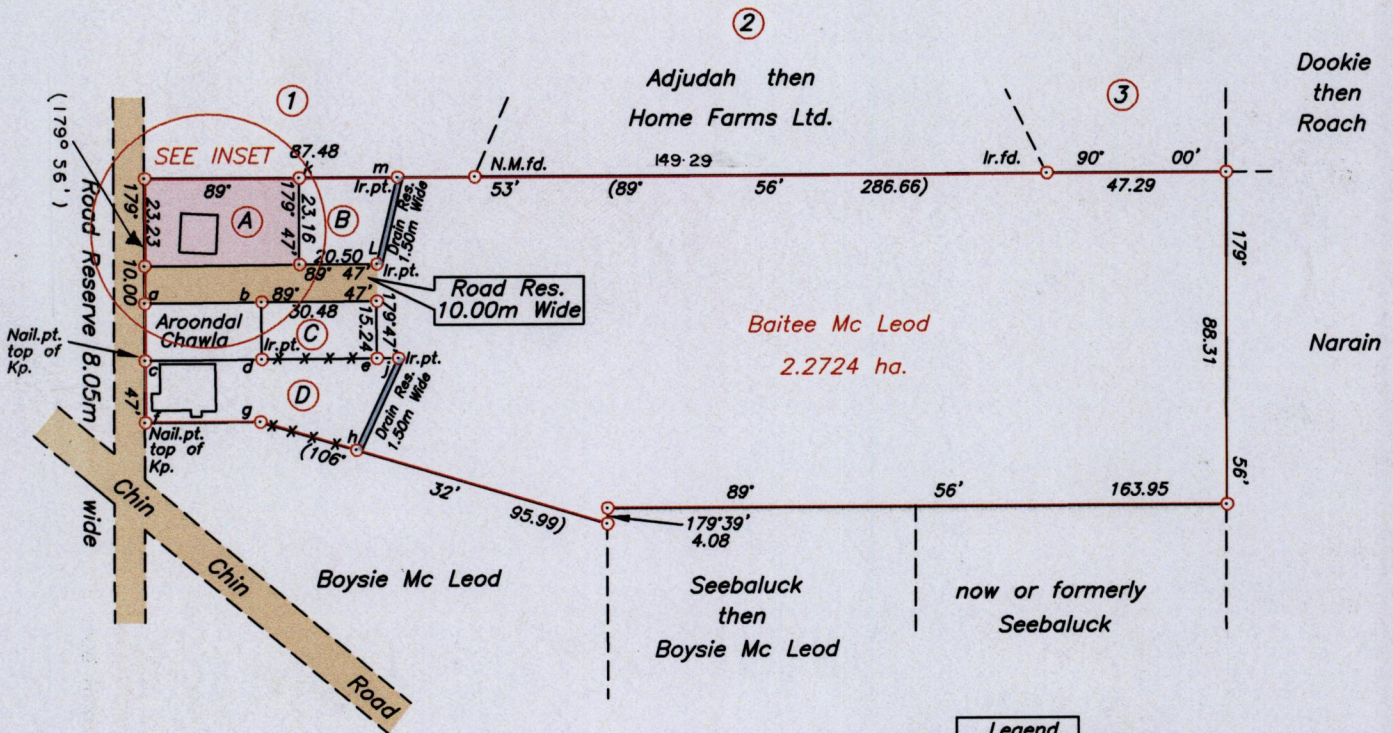 2
Adjudah then
Home Farms Ltd.
Dookie
then
Roach
1
3
(179° 56')
SEE INSET
87.48
m
N.M.fd.
149·29
Ir.fd.
90° 00'
89°
Ir.pt.
53'
(89° 56' 286.66)
47.29
179°
23.23
A
179° 47'
23.16
B
Drain Res.
1.50m Wide
L
20.50
Ir.pt.
10.00
89° 47'
Road Res.
10.00m Wide
a
b
89° 47'
30.48
Aroondal
Chawla
C
15.24
179°47'
Baitee Mc Leod
2.2724 ha.
179°
88.31
56'
Narain
Nail.pt.
top of
Kp.
Ir.pt.
c
d
e
j
Ir.pt.
D
Drain Res.
1.50m Wide
47'
f
g
h
Nail.pt.
top of
Kp.
(106° 32' 95.99)
89° 56' 163.95
179°39'
4.08
Road Reserve 8.05m wide
Chin Chin Road
Boysie Mc Leod
Seebaluck
then
Boysie Mc Leod
now or formerly
Seebaluck
Legend